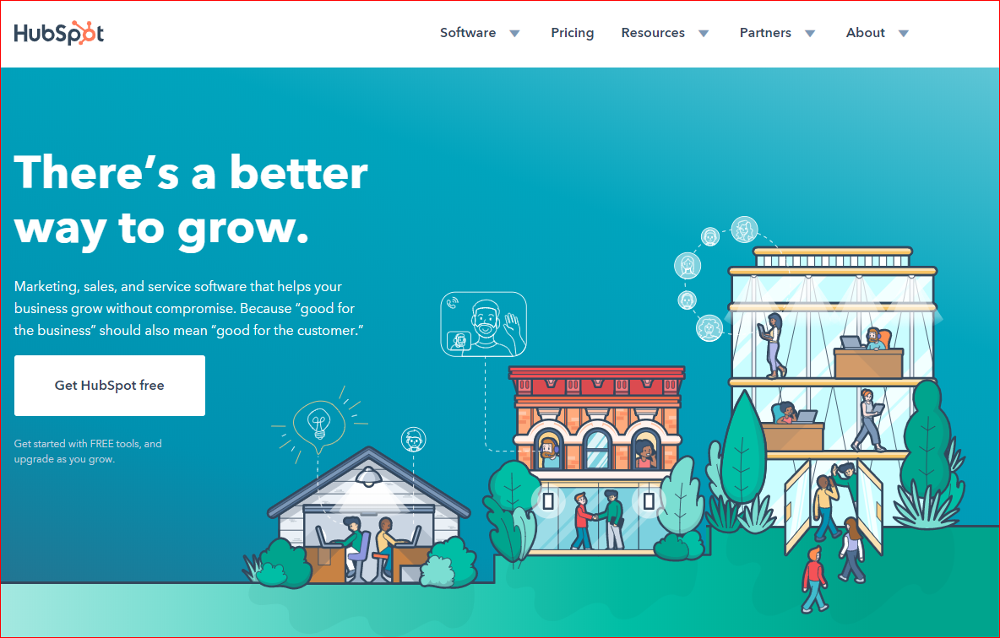 HubSpot
Software
Pricing
Resources
Partners
About
There’s a better
way to grow.
Marketing, sales, and service software that helps your
business grow without compromise. Because “good for
the business” should also mean “good for the customer.”
Get HubSpot free
Get started with FREE tools, and
upgrade as you grow.